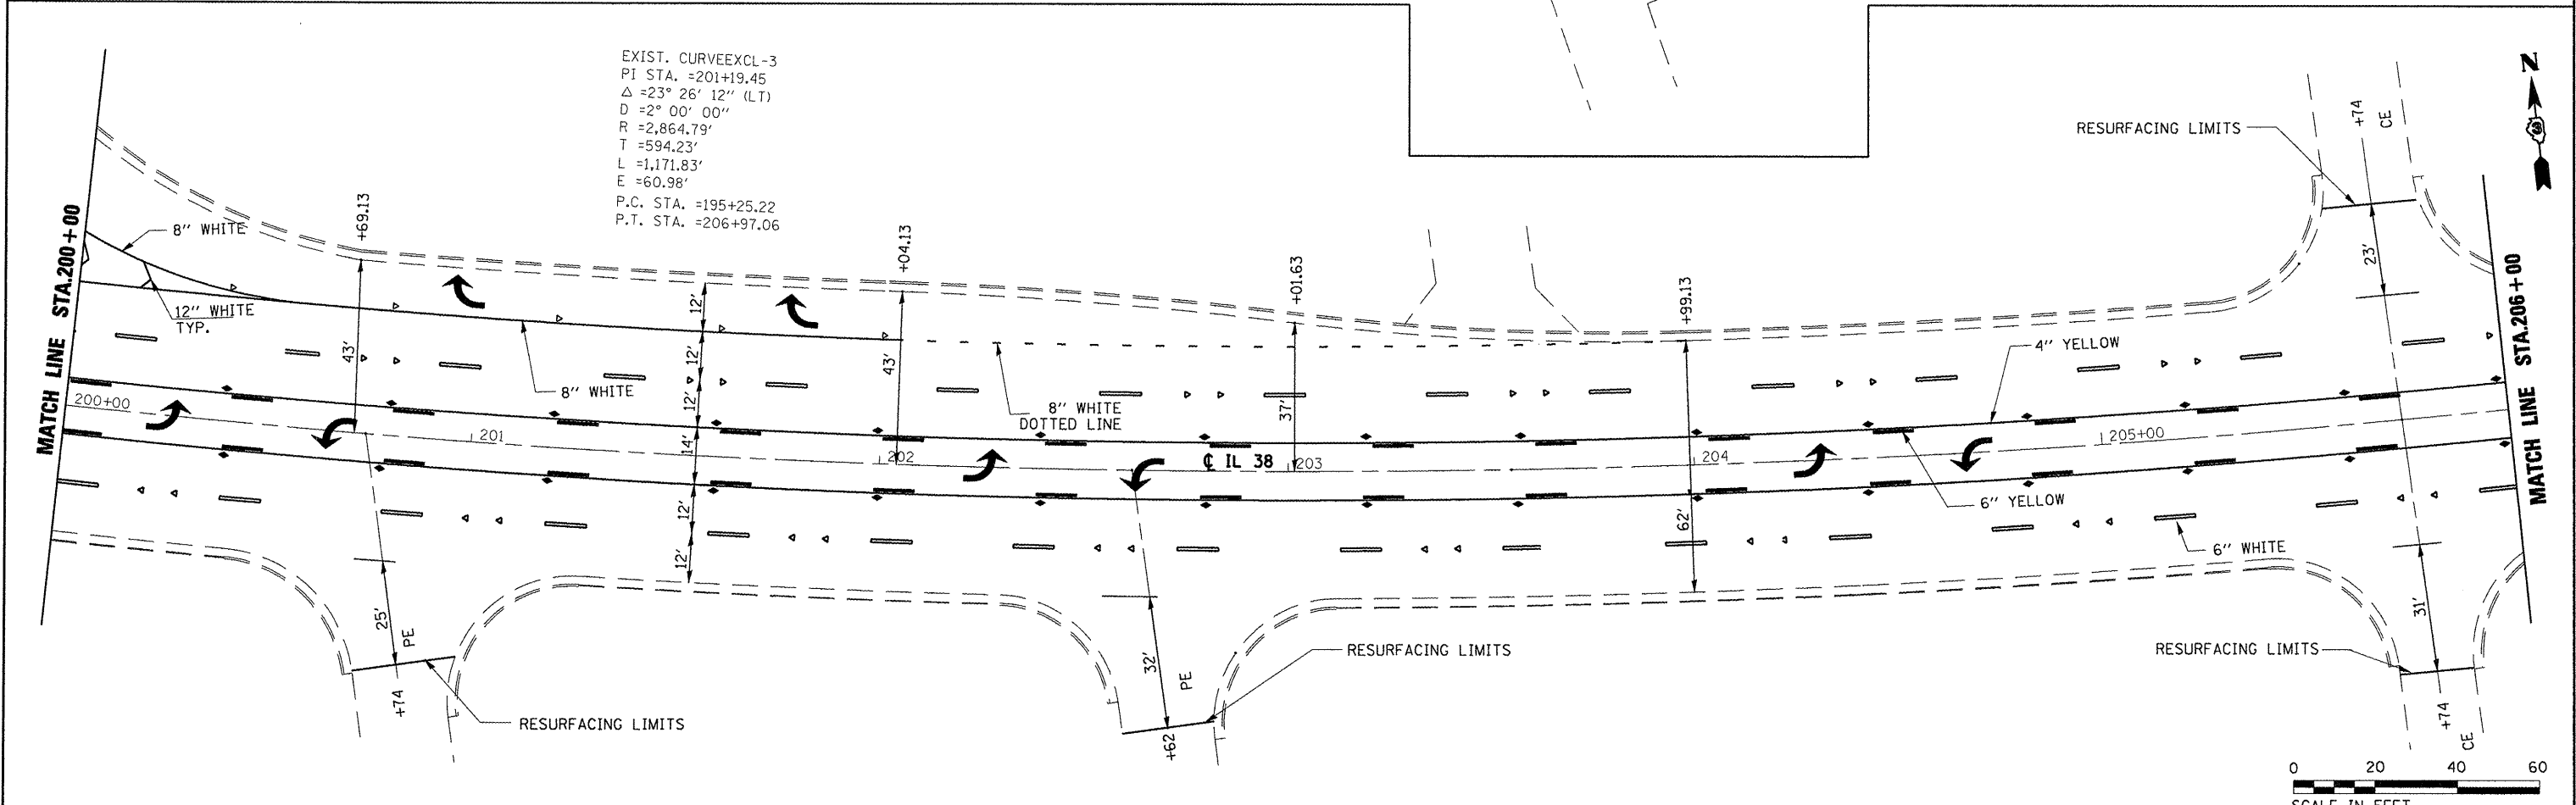 EXIST. CURVEEXCL-3
PI STA. =201+19.45
△ =23° 26' 12" (LT)
D =2° 00' 00"
R =2,864.79'
T =594.23'
L =1,171.83'
E =60.98'
P.C. STA. =195+25.22
P.T. STA. =206+97.06
N
RESURFACING LIMITS
+74
CE
23'
MATCH LINE STA.200+00
8" WHITE
12" WHITE
TYP.
+69.13
43'
8" WHITE
12'
12'
12'
14'
12'
12'
+04.13
43'
8" WHITE
DOTTED LINE
+01.63
37'
+99.13
62'
4" YELLOW
6" YELLOW
6" WHITE
MATCH LINE STA.206+00
200+00
201
202
℄ IL 38
203
204
205+00
25'
PE
+74
RESURFACING LIMITS
32'
PE
+62
RESURFACING LIMITS
31'
RESURFACING LIMITS
+74
CE
0 20 40 60
SCALE IN FEET